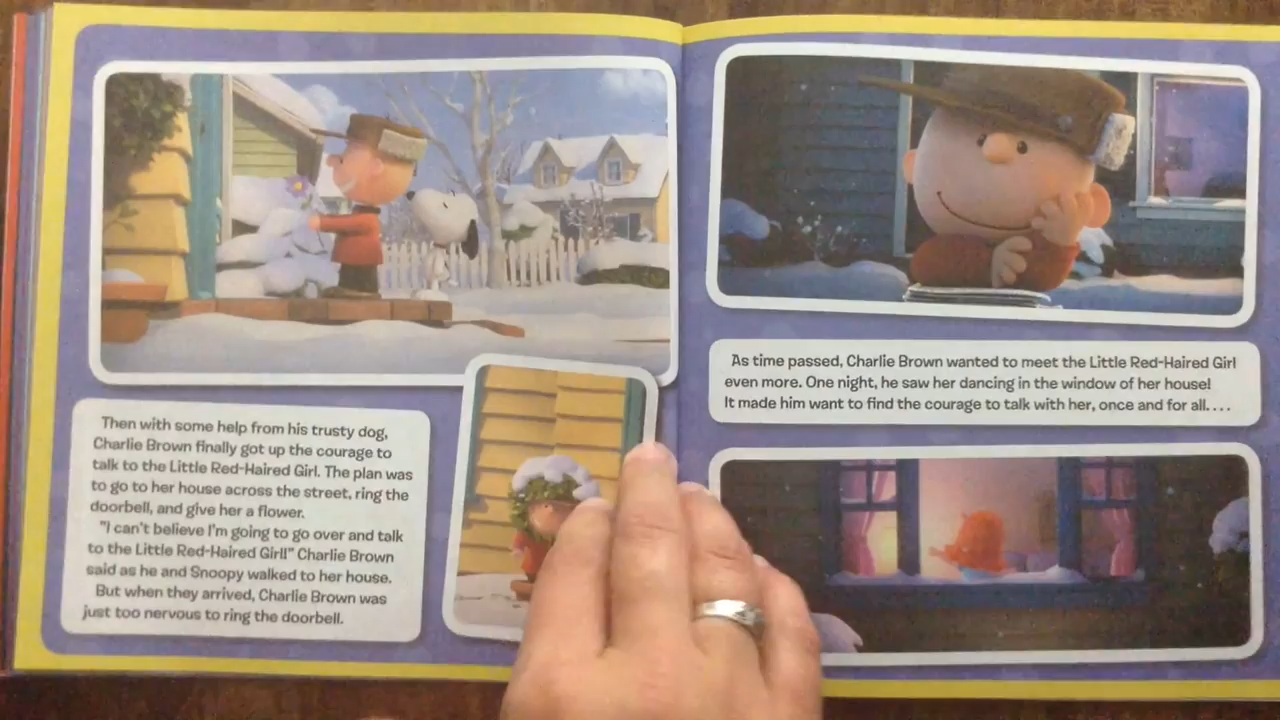 Then with some help from his trusty dog,
Charlie Brown finally got up the courage to
talk to the Little Red-Haired Girl. The plan was
to go to her house across the street, ring the
doorbell, and give her a flower.
"I can't believe I'm going to go over and talk
to the Little Red-Haired Girl!" Charlie Brown
said as he and Snoopy walked to her house.
But when they arrived, Charlie Brown was
just too nervous to ring the doorbell.
As time passed, Charlie Brown wanted to meet the Little Red-Haired Girl
even more. One night, he saw her dancing in the window of her house!
It made him want to find the courage to talk with her, once and for all....